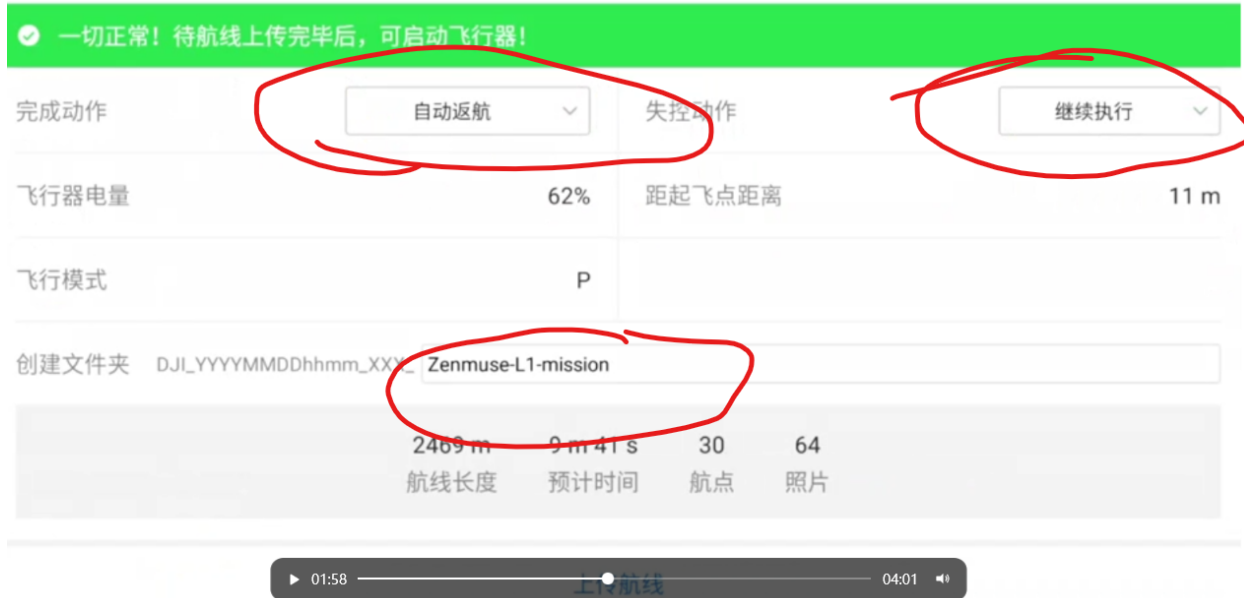 一切正常！待航线上传完毕后，可启动飞行器！
完成动作 自动返航 失控动作 继续执行
飞行器电量 62% 距起飞点距离 11 m
飞行模式 P
创建文件夹 DJI_YYYYMMDDhhmm_XXX_ Zenmuse-L1-mission
2469 m 9 m 41 s 30 64
航线长度 预计时间 航点 照片
上传航线
01:58 04:01